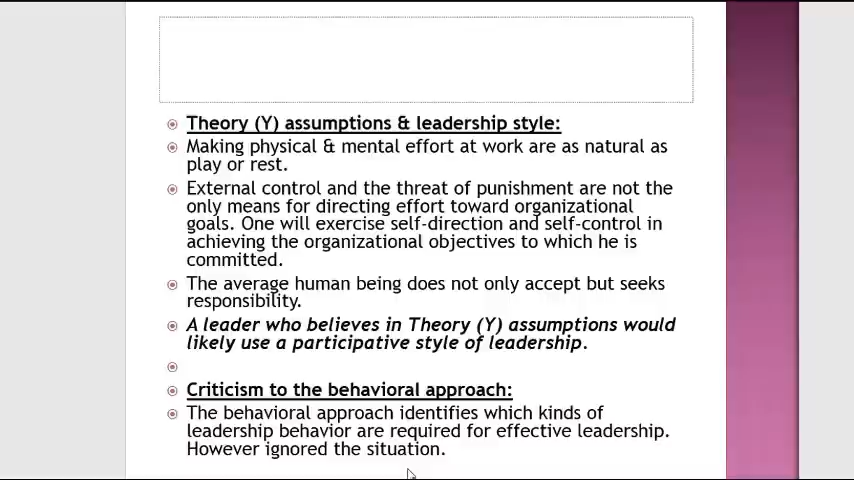 Theory (Y) assumptions & leadership style:
Making physical & mental effort at work are as natural as
play or rest.
External control and the threat of punishment are not the
only means for directing effort toward organizational
goals. One will exercise self-direction and self-control in
achieving the organizational objectives to which he is
committed.
The average human being does not only accept but seeks
responsibility.
A leader who believes in Theory (Y) assumptions would
likely use a participative style of leadership.
Criticism to the behavioral approach:
The behavioral approach identifies which kinds of
leadership behavior are required for effective leadership.
However ignored the situation.